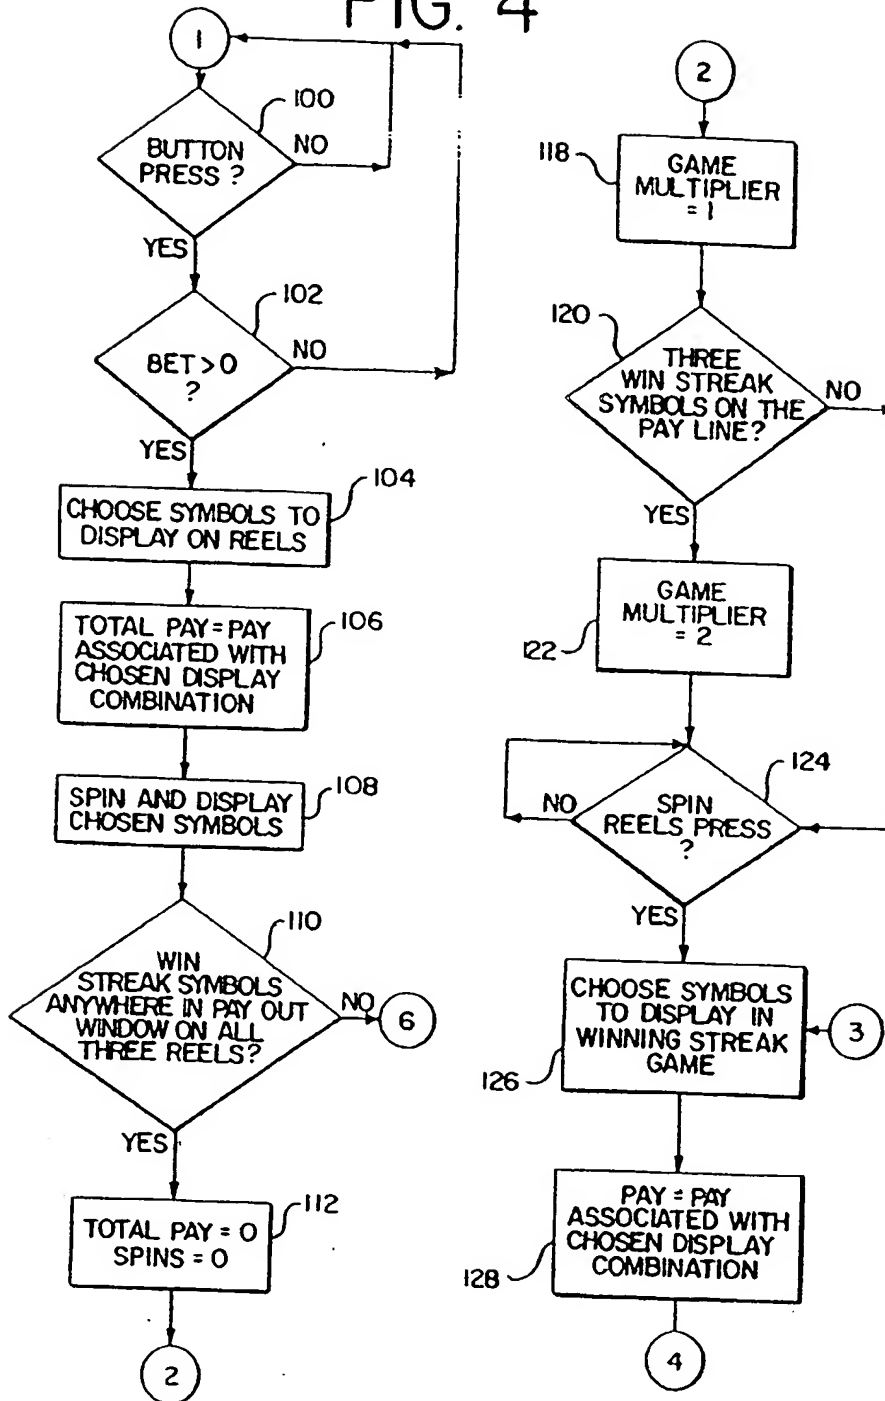 FIG. 4
1
100
BUTTON
PRESS ?
NO
YES
102
BET > 0
?
NO
YES
104
CHOOSE SYMBOLS TO
DISPLAY ON REELS
106
TOTAL PAY = PAY
ASSOCIATED WITH
CHOSEN DISPLAY
COMBINATION
108
SPIN AND DISPLAY
CHOSEN SYMBOLS
110
WIN
STREAK SYMBOLS
ANYWHERE IN PAY OUT
WINDOW ON ALL
THREE REELS?
NO
6
YES
112
TOTAL PAY = 0
SPINS = 0
2
2
118
GAME
MULTIPLIER
= 1
120
THREE
WIN STREAK
SYMBOLS ON THE
PAY LINE?
NO
YES
GAME
MULTIPLIER
= 2
122
124
SPIN
REELS PRESS
?
NO
YES
CHOOSE SYMBOLS
TO DISPLAY IN
WINNING STREAK
GAME
3
126
PAY = PAY
ASSOCIATED WITH
CHOSEN DISPLAY
COMBINATION
128
4